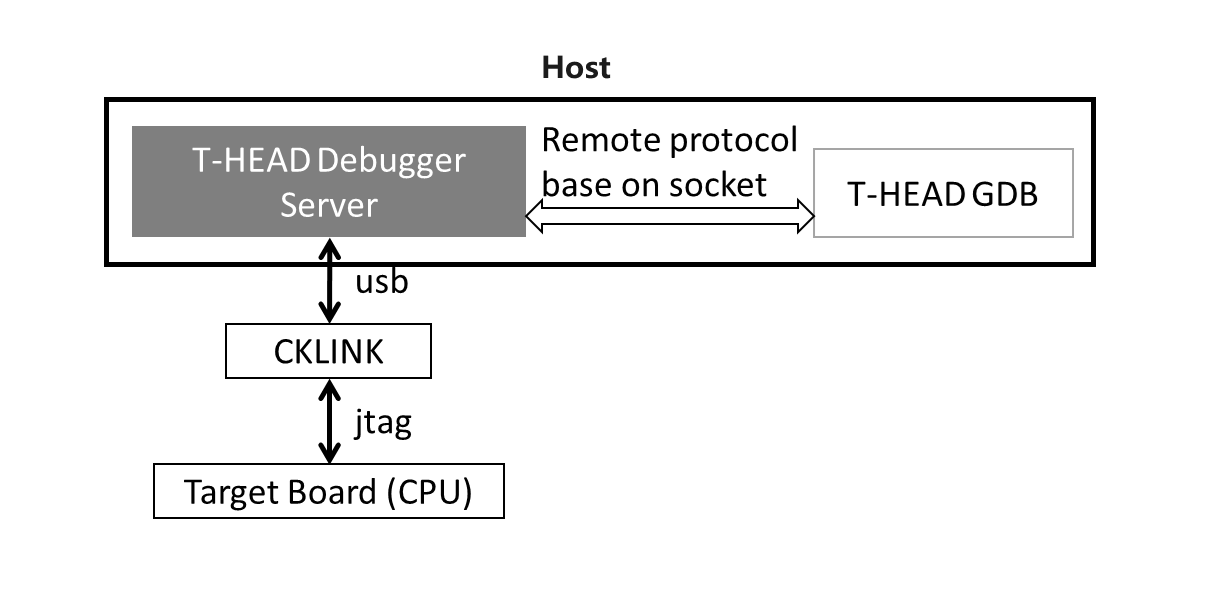 Host
T-HEAD Debugger
Server
Remote protocol
base on socket
T-HEAD GDB
usb
CKLINK
jtag
Target Board (CPU)